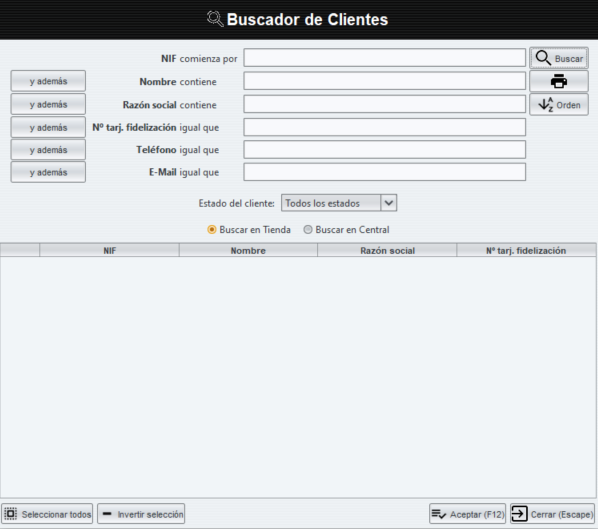 Buscador de Clientes
NIF comienza por
Buscar
y además
Nombre contiene
y además
Razón social contiene
Orden
y además
Nº tarj. fidelización igual que
y además
Teléfono igual que
y además
E-Mail igual que
Estado del cliente: Todos los estados
Buscar en Tienda Buscar en Central
NIF Nombre Razón social Nº tarj. fidelización
Seleccionar todos Invertir selección Aceptar (F12) Cerrar (Escape)